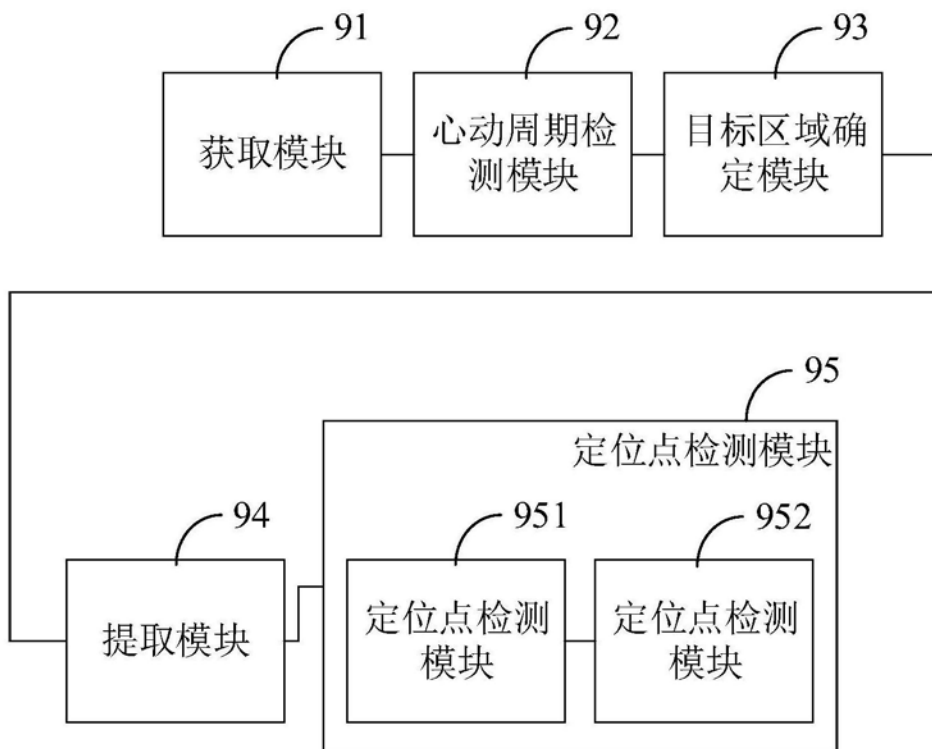 91
92
93
获取模块
心动周期检
测模块
目标区域确
定模块
95
定位点检测模块
94
951
952
提取模块
定位点检测
模块
定位点检测
模块